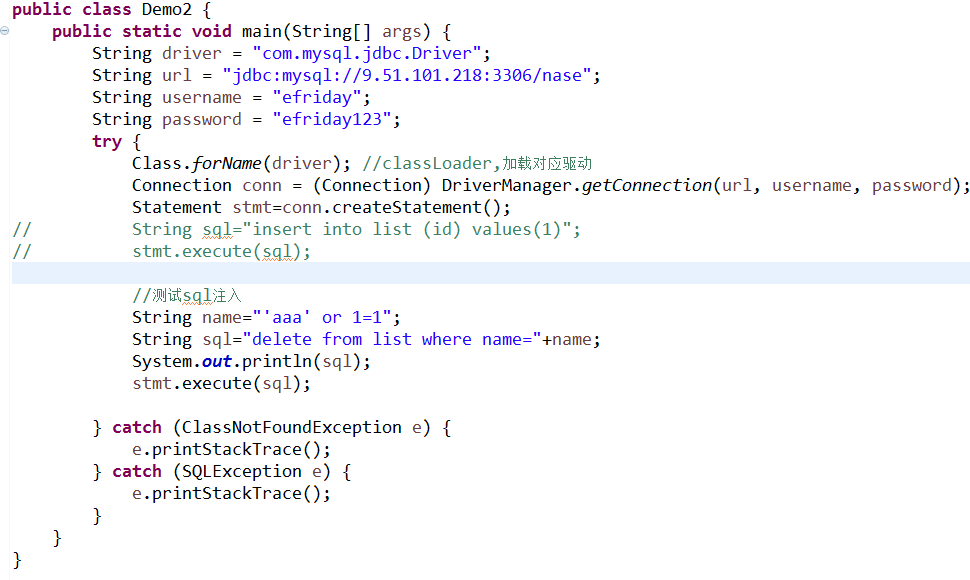 public class Demo2 {
    public static void main(String[] args) {
        String driver = "com.mysql.jdbc.Driver";
        String url = "jdbc:mysql://9.51.101.218:3306/nase";
        String username = "efriday";
        String password = "efriday123";
        try {
            Class.forName(driver); //classLoader,加载对应驱动
            Connection conn = (Connection) DriverManager.getConnection(url, username, password);
            Statement stmt=conn.createStatement();
//          String sql="insert into list (id) values(1)";
//          stmt.execute(sql);
            //测试sql注入
            String name="'aaa' or 1=1";
            String sql="delete from list where name="+name;
            System.out.println(sql);
            stmt.execute(sql);
        } catch (ClassNotFoundException e) {
            e.printStackTrace();
        } catch (SQLException e) {
            e.printStackTrace();
        }
    }
}